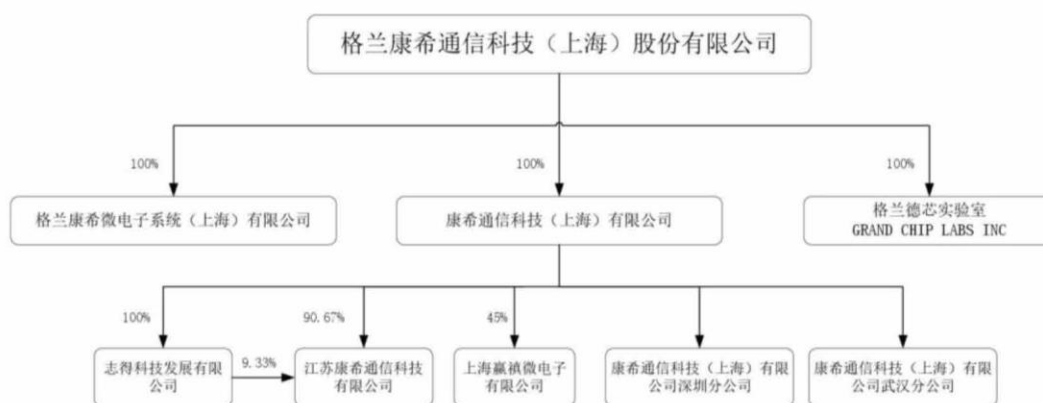 格兰康希通信科技（上海）股份有限公司
100%
100%
100%
格兰康希微电子系统（上海）有限公司
康希通信科技（上海）有限公司
格兰德芯实验室
GRAND CHIP LABS INC
100%
90.67%
45%
志得科技发展有限公
公司
9.33%
江苏康希通信科技
有限公司
上海赢禛微电子
有限公司
康希通信科技（上海）有限
公司深圳分公司
康希通信科技（上海）有限
公司武汉分公司